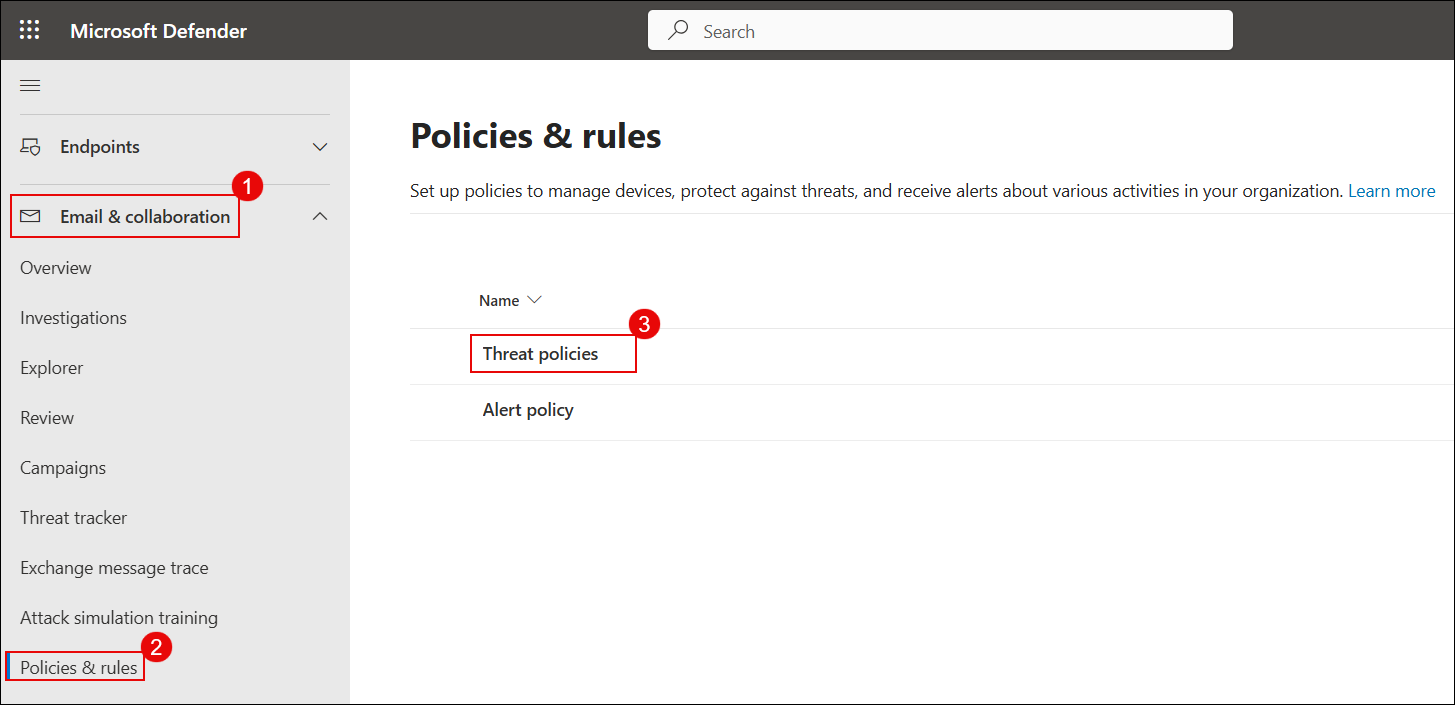 Microsoft Defender
Search
Endpoints
1
Email & collaboration
Overview
Investigations
Explorer
Review
Campaigns
Threat tracker
Exchange message trace
Attack simulation training
2
Policies & rules
Policies & rules
Set up policies to manage devices, protect against threats, and receive alerts about various activities in your organization. Learn more
Name
3
Threat policies
Alert policy